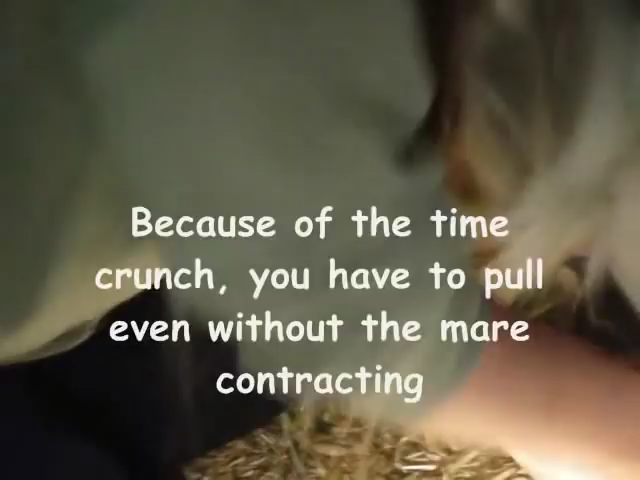 Because of the time
crunch, you have to pull
even without the mare
contracting